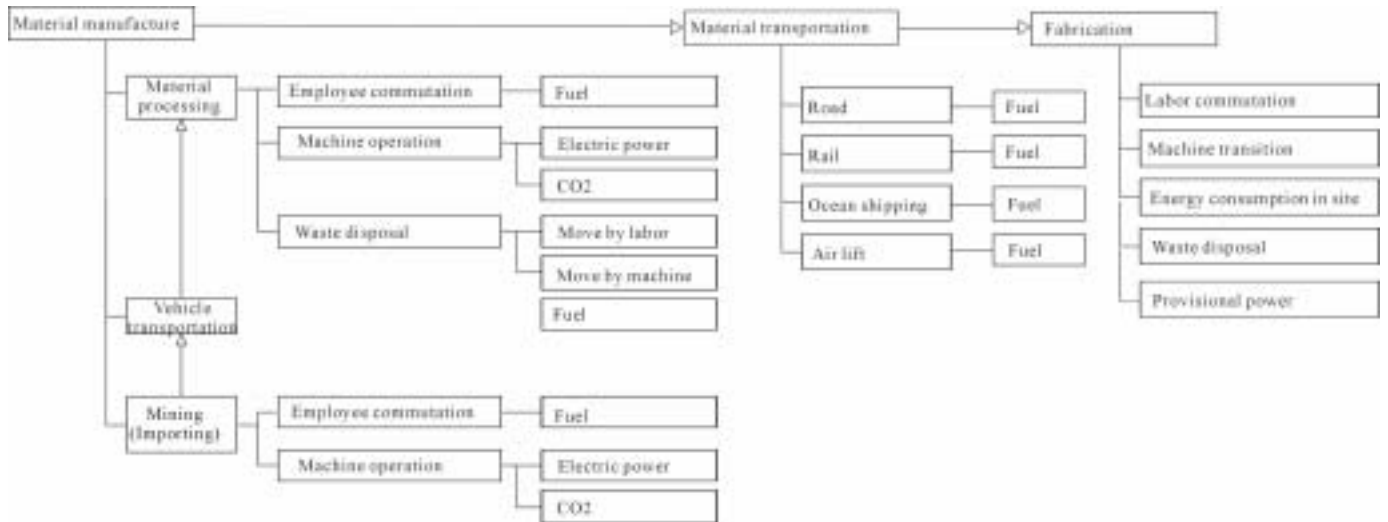 Material manufacture
Material transportation
Fabrication
Material
processing
Employee commutation
Fuel
Machine operation
Electric power
CO2
Waste disposal
Move by labor
Move by machine
Fuel
Vehicle
transportation
Mining
(Importing)
Employee commutation
Fuel
Machine operation
Electric power
CO2
Road
Fuel
Rail
Fuel
Ocean shipping
Fuel
Air lift
Fuel
Labor commutation
Machine transition
Energy consumption in site
Waste disposal
Provisional power